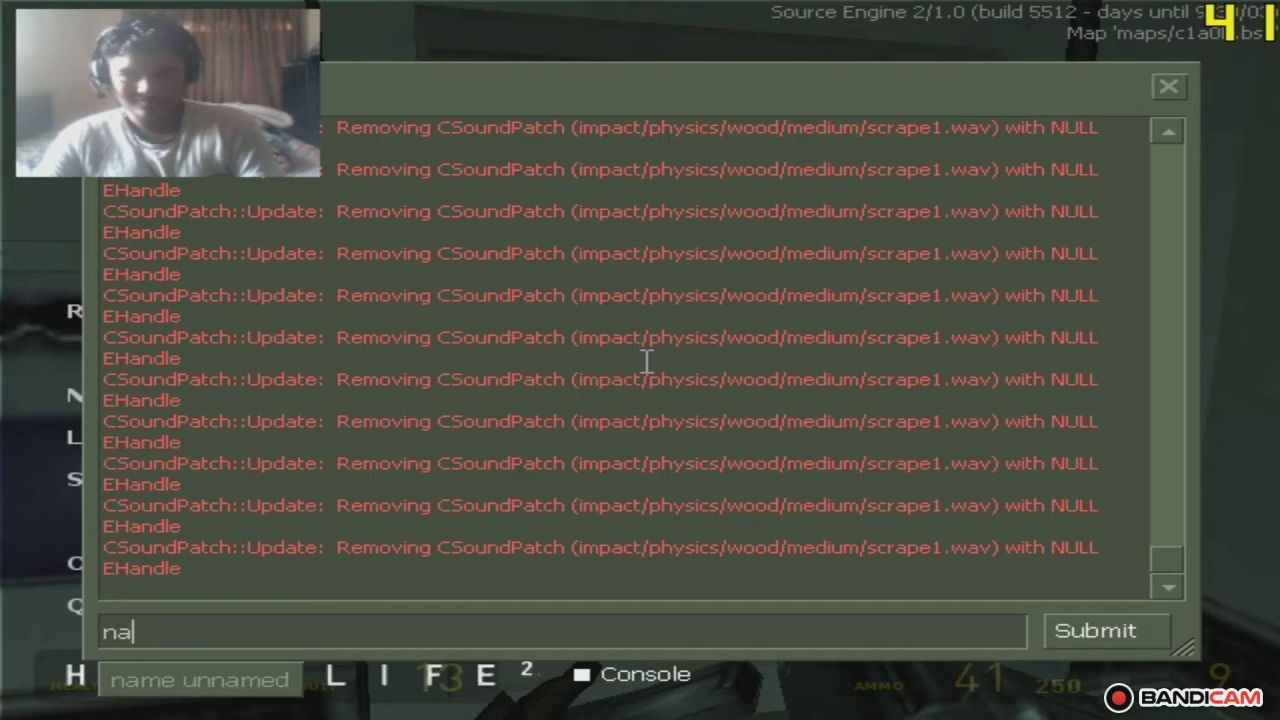 Source Engine 2/1.0 (build 5512 - days until
Map 'maps/c1a0
41
Removing CSoundPatch (impact/physics/wood/medium/scrape1.wav) with NULL
Removing CSoundPatch (impact/physics/wood/medium/scrape1.wav) with NULL
EHandle
CSoundPatch::Update: Removing CSoundPatch (impact/physics/wood/medium/scrape1.wav) with NULL
EHandle
CSoundPatch::Update: Removing CSoundPatch (impact/physics/wood/medium/scrape1.wav) with NULL
EHandle
CSoundPatch::Update: Removing CSoundPatch (impact/physics/wood/medium/scrape1.wav) with NULL
EHandle
CSoundPatch::Update: Removing CSoundPatch (impact/physics/wood/medium/scrape1.wav) with NULL
EHandle
CSoundPatch::Update: Removing CSoundPatch (impact/physics/wood/medium/scrape1.wav) with NULL
EHandle
CSoundPatch::Update: Removing CSoundPatch (impact/physics/wood/medium/scrape1.wav) with NULL
EHandle
CSoundPatch::Update: Removing CSoundPatch (impact/physics/wood/medium/scrape1.wav) with NULL
EHandle
CSoundPatch::Update: Removing CSoundPatch (impact/physics/wood/medium/scrape1.wav) with NULL
EHandle
CSoundPatch::Update: Removing CSoundPatch (impact/physics/wood/medium/scrape1.wav) with NULL
EHandle
na
Submit
H
name unnamed
L I F E ²
Console
13
AMMO 41 250 9
BANDICAM